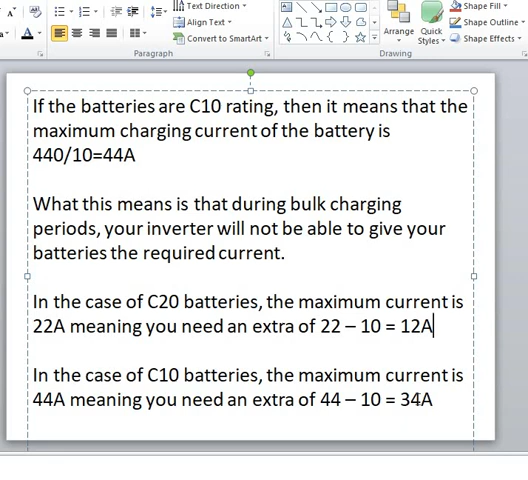 Text Direction
Align Text
Convert to SmartArt
Paragraph
Arrange
Quick
Styles
Shape Fill
Shape Outline
Shape Effects
Drawing
If the batteries are C10 rating, then it means that the
maximum charging current of the battery is
440/10=44A
What this means is that during bulk charging
periods, your inverter will not be able to give your
batteries the required current.
In the case of C20 batteries, the maximum current is
22A meaning you need an extra of 22 – 10 = 12A
In the case of C10 batteries, the maximum current is
44A meaning you need an extra of 44 – 10 = 34A